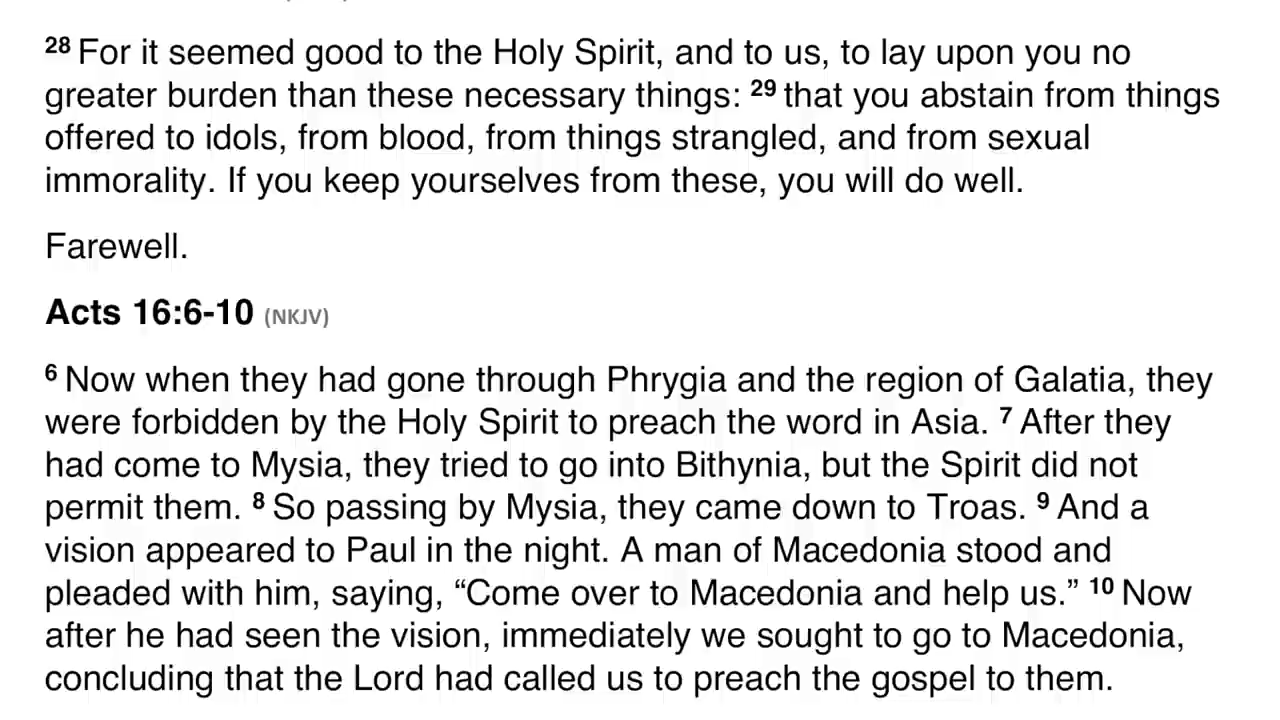 28 For it seemed good to the Holy Spirit, and to us, to lay upon you no
greater burden than these necessary things: 29 that you abstain from things
offered to idols, from blood, from things strangled, and from sexual
immorality. If you keep yourselves from these, you will do well.
Farewell.
Acts 16:6-10 (NKJV)
6 Now when they had gone through Phrygia and the region of Galatia, they
were forbidden by the Holy Spirit to preach the word in Asia. 7 After they
had come to Mysia, they tried to go into Bithynia, but the Spirit did not
permit them. 8 So passing by Mysia, they came down to Troas. 9 And a
vision appeared to Paul in the night. A man of Macedonia stood and
pleaded with him, saying, “Come over to Macedonia and help us.” 10 Now
after he had seen the vision, immediately we sought to go to Macedonia,
concluding that the Lord had called us to preach the gospel to them.